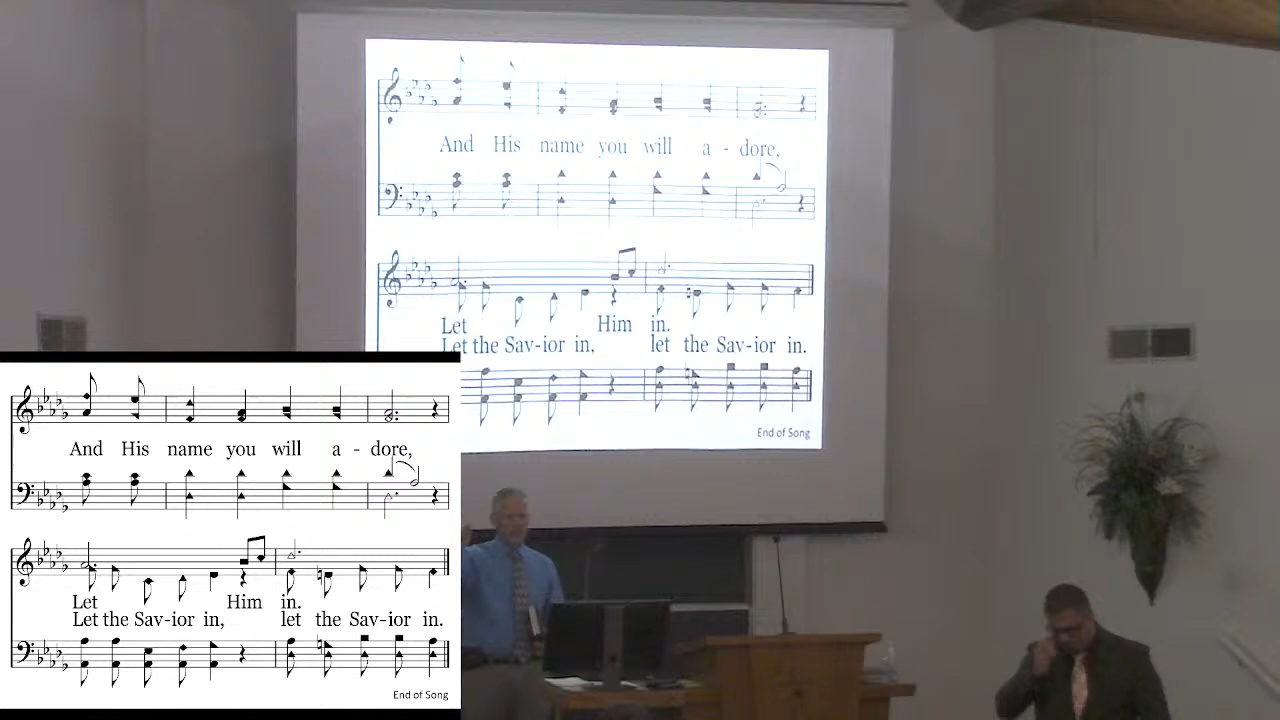 And His name you will a - dore,
Let Him in.
Let the Sav-ior in, let the Sav-ior in.
End of Song
And His name you will a - dore,
Let Him in.
Let the Sav-ior in, let the Sav-ior in.
End of Song